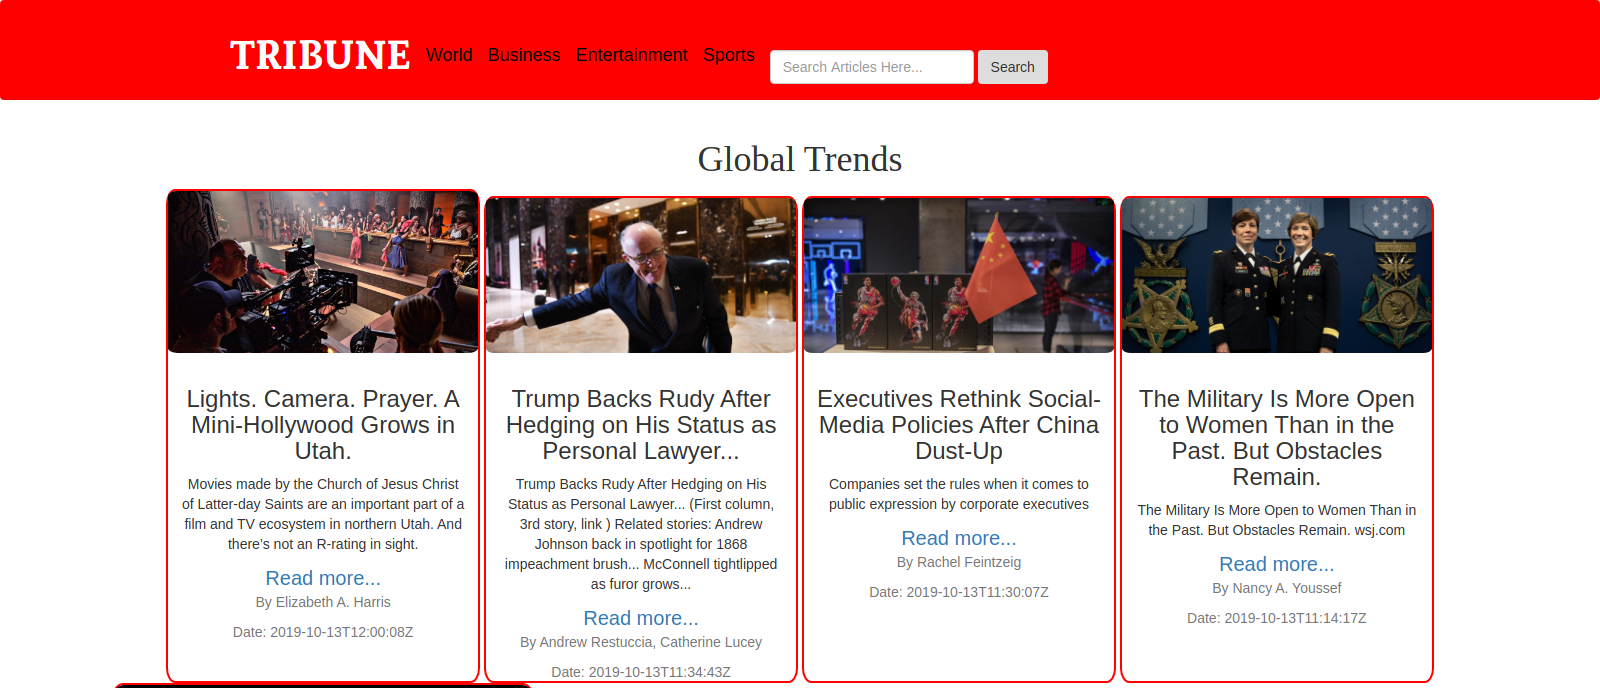 TRIBUNE World Business Entertainment Sports Search Articles Here... Search
Global Trends
Lights. Camera. Prayer. A
Mini-Hollywood Grows in
Utah.
Movies made by the Church of Jesus Christ
of Latter-day Saints are an important part of a
film and TV ecosystem in northern Utah. And
there's not an R-rating in sight.
Read more...
By Elizabeth A. Harris
Date: 2019-10-13T12:00:08Z
Trump Backs Rudy After
Hedging on His Status as
Personal Lawyer...
Trump Backs Rudy After Hedging on His
Status as Personal Lawyer... (First column,
3rd story, link ) Related stories: Andrew
Johnson back in spotlight for 1868
impeachment brush... McConnell tightlipped
as furor grows...
Read more...
By Andrew Restuccia, Catherine Lucey
Date: 2019-10-13T11:34:43Z
Executives Rethink Social-
Media Policies After China
Dust-Up
Companies set the rules when it comes to
public expression by corporate executives
Read more...
By Rachel Feintzeig
Date: 2019-10-13T11:30:07Z
The Military Is More Open
to Women Than in the
Past. But Obstacles
Remain.
The Military Is More Open to Women Than in
the Past. But Obstacles Remain. wsj.com
Read more...
By Nancy A. Youssef
Date: 2019-10-13T11:14:17Z